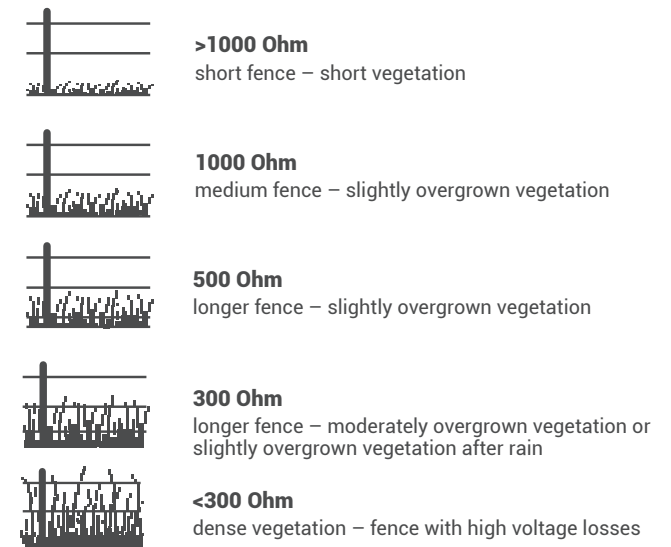 >1000 Ohm
short fence – short vegetation
1000 Ohm
medium fence – slightly overgrown vegetation
500 Ohm
longer fence – slightly overgrown vegetation
300 Ohm
longer fence – moderately overgrown vegetation or
slightly overgrown vegetation after rain
<300 Ohm
dense vegetation – fence with high voltage losses